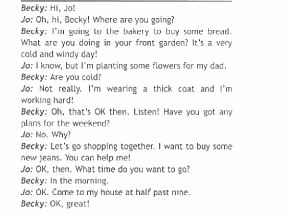 Becky: Hi, Jo!
Jo: Oh, hi, Becky! Where are you going?
Becky: I'm going to the bakery to buy some bread.
What are you doing in your front garden? It's a very
cold and windy day!
Jo: I know, but I'm planting some flowers for my dad.
Becky: Are you cold?
Jo: Not really. I'm wearing a thick coat and I'm
working hard!
Becky: Oh, that's OK then. Listen! Have you got any
plans for the weekend?
Jo: No. Why?
Becky: Let's go shopping together. I want to buy some
new jeans. You can help me!
Jo: OK, then. What time do you want to go?
Becky: In the morning.
Jo: OK. Come to my house at half past nine.
Becky: OK, great!